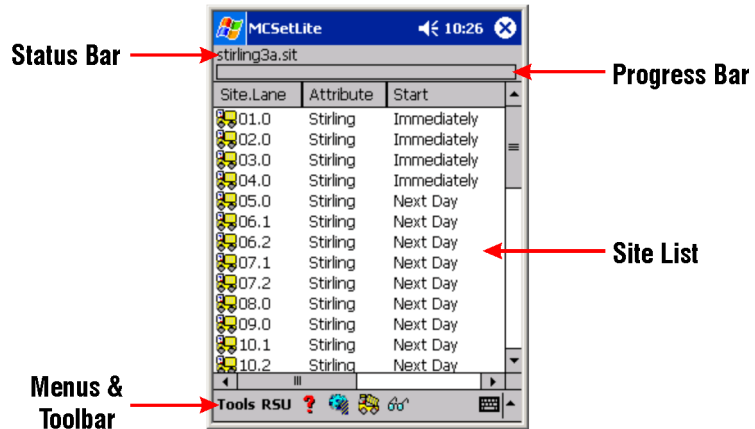 MCSetLite 10:26
Status Bar
stirling3a.sit
Progress Bar
Site.Lane Attribute Start
01.0 Stirling Immediately
02.0 Stirling Immediately
03.0 Stirling Immediately
04.0 Stirling Immediately
05.0 Stirling Next Day
06.1 Stirling Next Day
06.2 Stirling Next Day
Site List
07.1 Stirling Next Day
07.2 Stirling Next Day
08.0 Stirling Next Day
09.0 Stirling Next Day
10.1 Stirling Next Day
10.2 Stirling Next Day
Menus &
Toolbar
Tools RSU ?